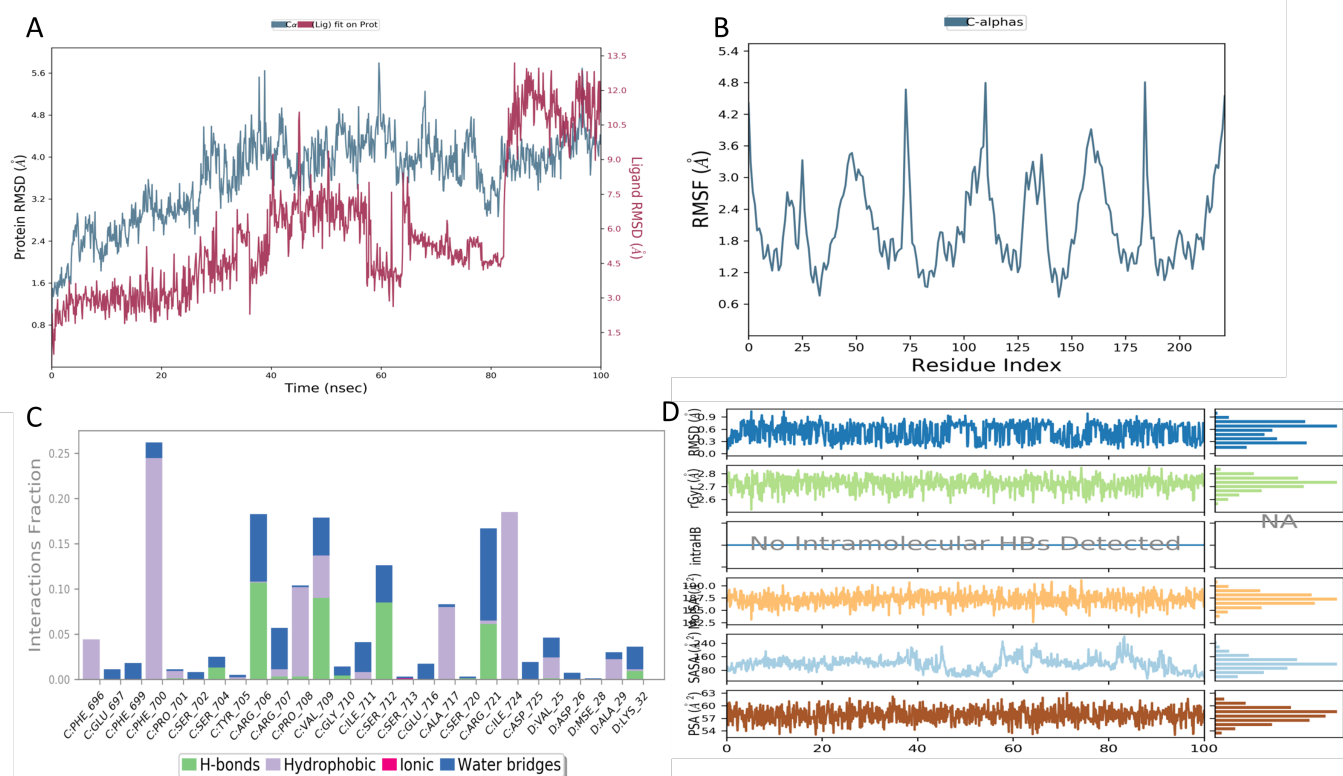 A
Cα (Lig) fit on Prot
Protein RMSD (Å)
5.6
4.8
4.0
3.2
2.4
1.6
0.8
13.5
12.0
10.5
9.0
7.5
6.0
4.5
3.0
1.5
Ligand RMSD (Å)
0 20 40 60 80 100
Time (nsec)
B
C-alphas
RMSF (Å)
5.4
4.8
4.2
3.6
3.0
2.4
1.8
1.2
0.6
0 25 50 75 100 125 150 175 200
Residue Index
C
Interactions Fraction
0.25
0.20
0.15
0.10
0.05
0.00
C:PHE_696
C:GLU_697
C:PHE_699
C:PHE_700
C:PRO_701
C:SER_702
C:SER_704
C:TYR_705
C:ARG_706
C:ARG_707
C:PRO_708
C:VAL_709
C:GLY_710
C:ILE_711
C:SER_712
C:SER_713
C:GLU_716
C:ALA_717
C:SER_720
C:ARG_721
C:ILE_724
C:ASP_725
D:VAL_25
D:ASP_26
D:MSE_28
D:ALA_29
D:LYS_32
H-bonds Hydrophobic Ionic Water bridges
D
RMSD (Å)
0.9
0.6
0.3
0.0
rGyr (Å)
2.8
2.6
intraHB
No Intramolecular HBs Detected
NA
SASA (Å²)
PSA (Å²)
63
60
57
54
0 20 40 60 80 100